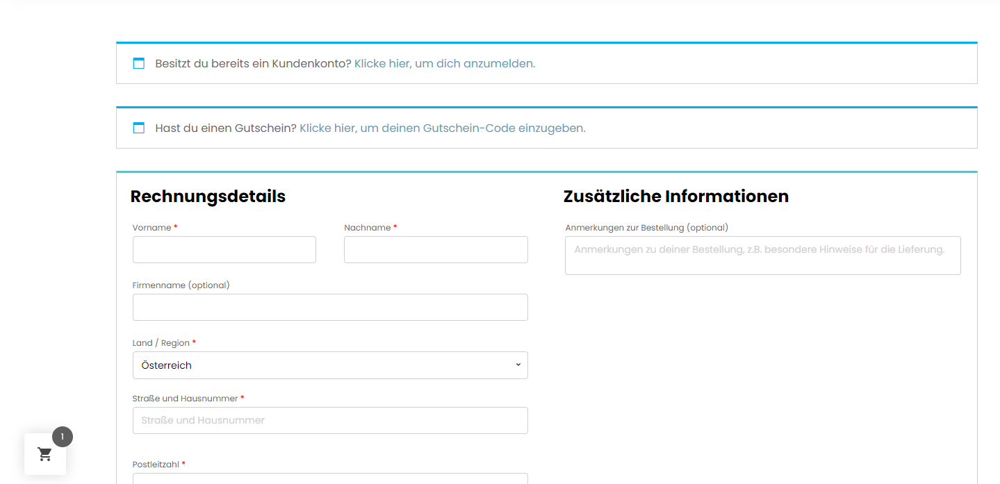 Besitzt du bereits ein Kundenkonto? Klicke hier, um dich anzumelden.
Hast du einen Gutschein? Klicke hier, um deinen Gutschein-Code einzugeben.
Rechnungsdetails
Vorname *
Nachname *
Firmenname (optional)
Land / Region *
Österreich
Straße und Hausnummer *
Straße und Hausnummer
Postleitzahl *
Zusätzliche Informationen
Anmerkungen zur Bestellung (optional)
Anmerkungen zu deiner Bestellung, z.B. besondere Hinweise für die Lieferung.
1